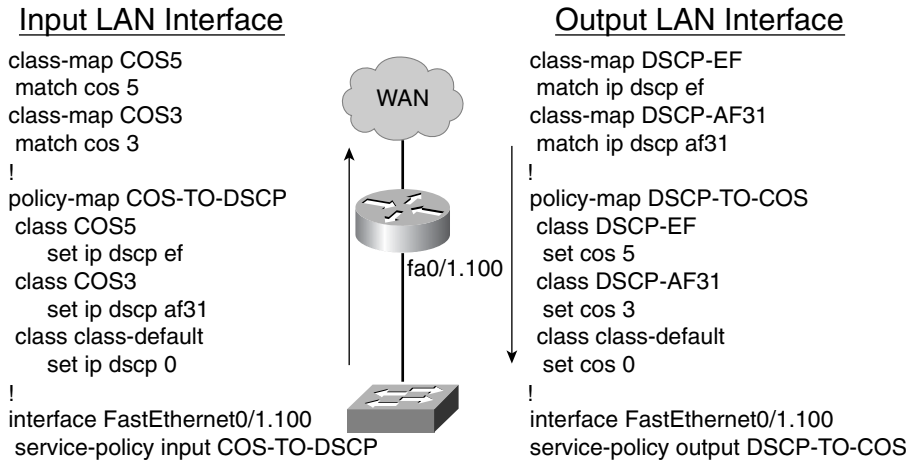 Input LAN Interface
class-map COS5
match cos 5
class-map COS3
match cos 3
!
policy-map COS-TO-DSCP
class COS5
set ip dscp ef
class COS3
set ip dscp af31
class class-default
set ip dscp 0
!
interface FastEthernet0/1.100
service-policy input COS-TO-DSCP
WAN
fa0/1.100
Output LAN Interface
class-map DSCP-EF
match ip dscp ef
class-map DSCP-AF31
match ip dscp af31
!
policy-map DSCP-TO-COS
class DSCP-EF
set cos 5
class DSCP-AF31
set cos 3
class class-default
set cos 0
!
interface FastEthernet0/1.100
service-policy output DSCP-TO-COS